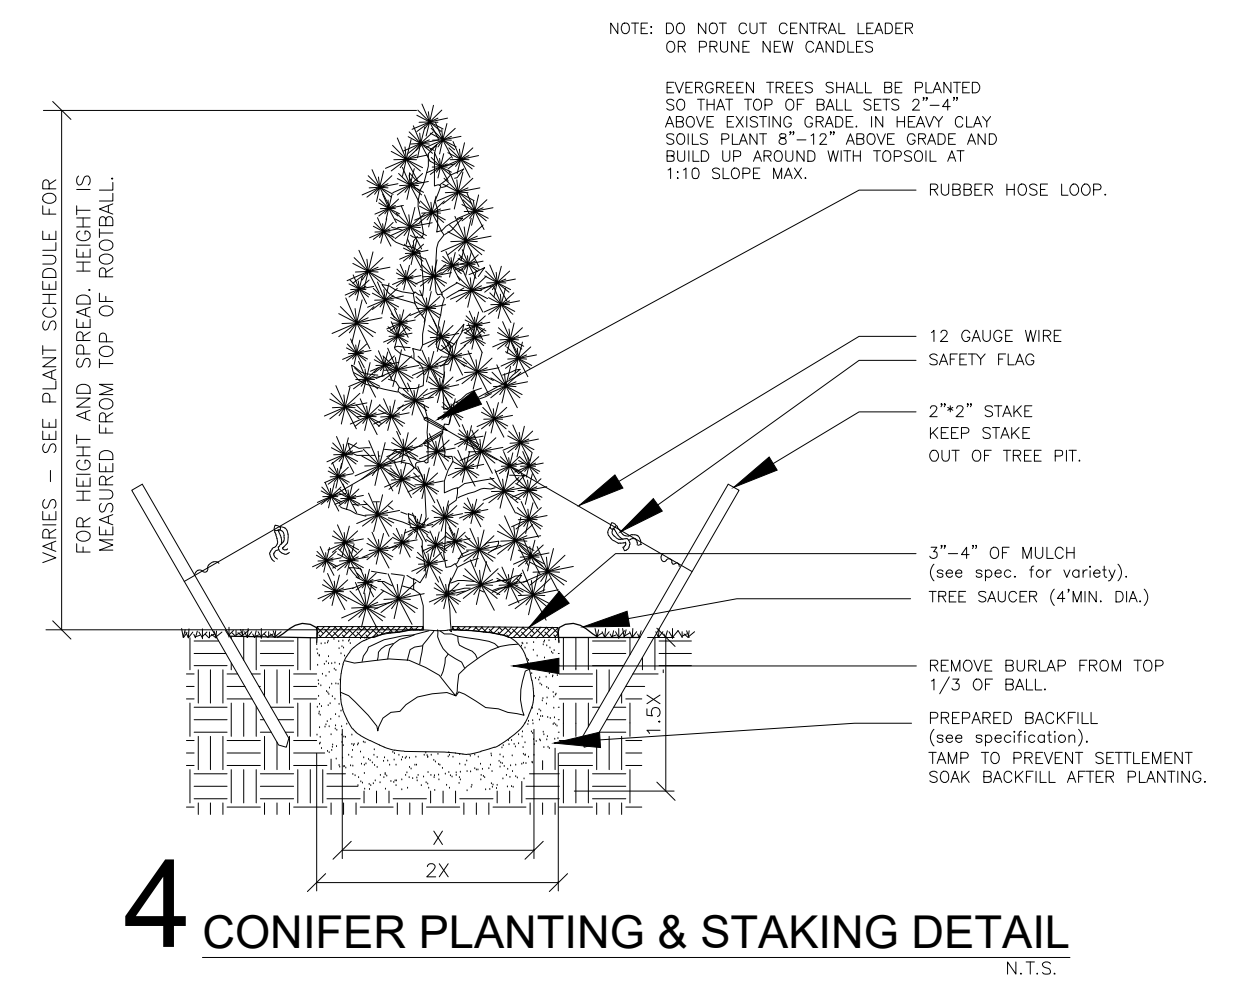 NOTE: DO NOT CUT CENTRAL LEADER
OR PRUNE NEW CANDLES
EVERGREEN TREES SHALL BE PLANTED
SO THAT TOP OF BALL SETS 2"-4"
ABOVE EXISTING GRADE. IN HEAVY CLAY
SOILS PLANT 8"-12" ABOVE GRADE AND
BUILD UP AROUND WITH TOPSOIL AT
1:10 SLOPE MAX.
RUBBER HOSE LOOP.
12 GAUGE WIRE
SAFETY FLAG
2"*2" STAKE
KEEP STAKE
OUT OF TREE PIT.
3"-4" OF MULCH
(see spec. for variety).
TREE SAUCER (4'MIN. DIA.)
REMOVE BURLAP FROM TOP
1/3 OF BALL.
PREPARED BACKFILL
(see specification).
TAMP TO PREVENT SETTLEMENT
SOAK BACKFILL AFTER PLANTING.
VARIES - SEE PLANT SCHEDULE FOR
FOR HEIGHT AND SPREAD. HEIGHT IS
MEASURED FROM TOP OF ROOTBALL.
1.5X
X
2X
4 CONIFER PLANTING & STAKING DETAIL
N.T.S.